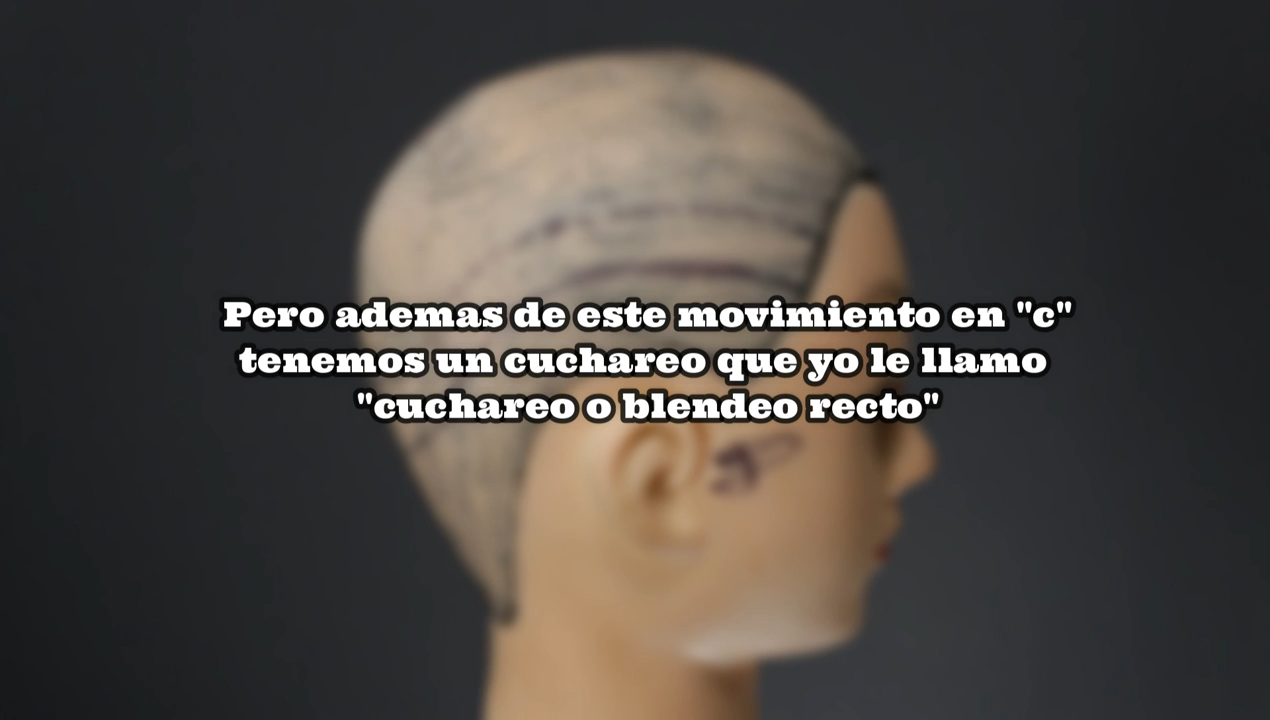 Pero ademas de este movimiento en "c"
tenemos un cuchareo que yo le llamo
"cuchareo o blendeo recto"